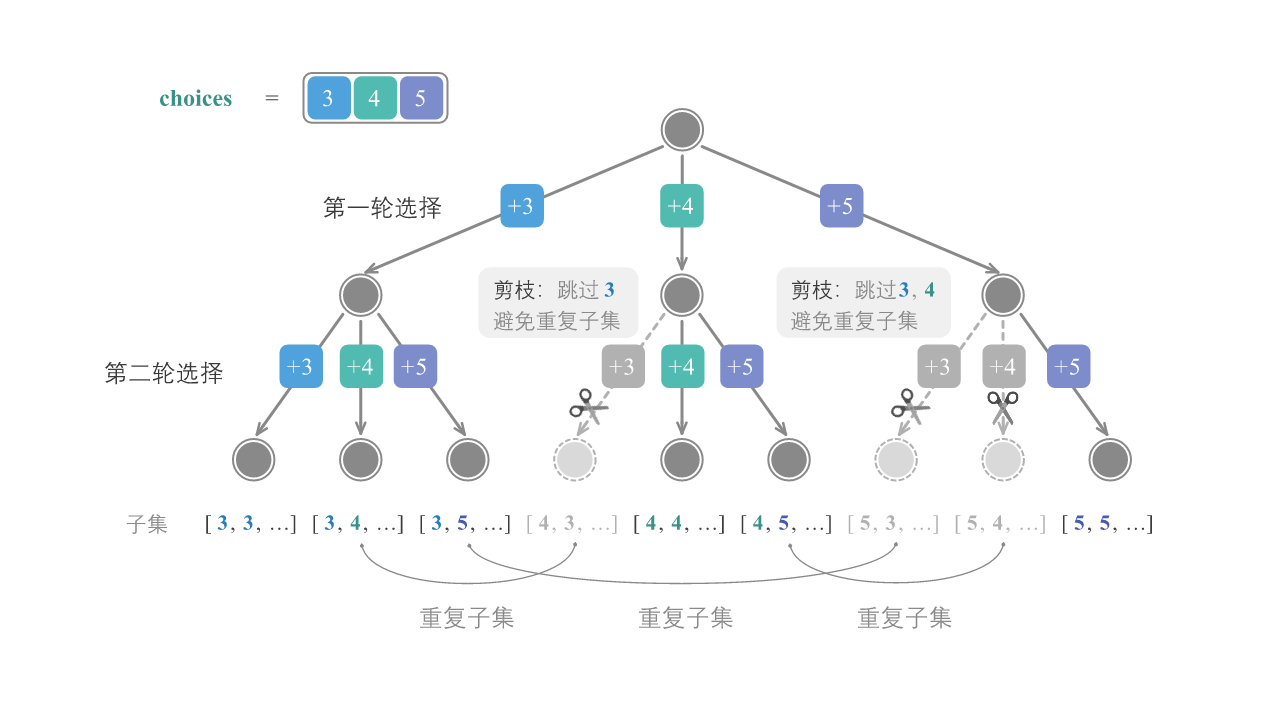 choices = 3 4 5
第一轮选择
+3 +4 +5
剪枝：跳过 3
避免重复子集
剪枝：跳过3, 4
避免重复子集
第二轮选择
+3 +4 +5 +3 +4 +5 +3 +4 +5
子集 [ 3, 3, …] [ 3, 4, …] [ 3, 5, …] [ 4, 3, …] [ 4, 4, …] [ 4, 5, …] [ 5, 3, …] [ 5, 4, …] [ 5, 5, …]
重复子集 重复子集 重复子集